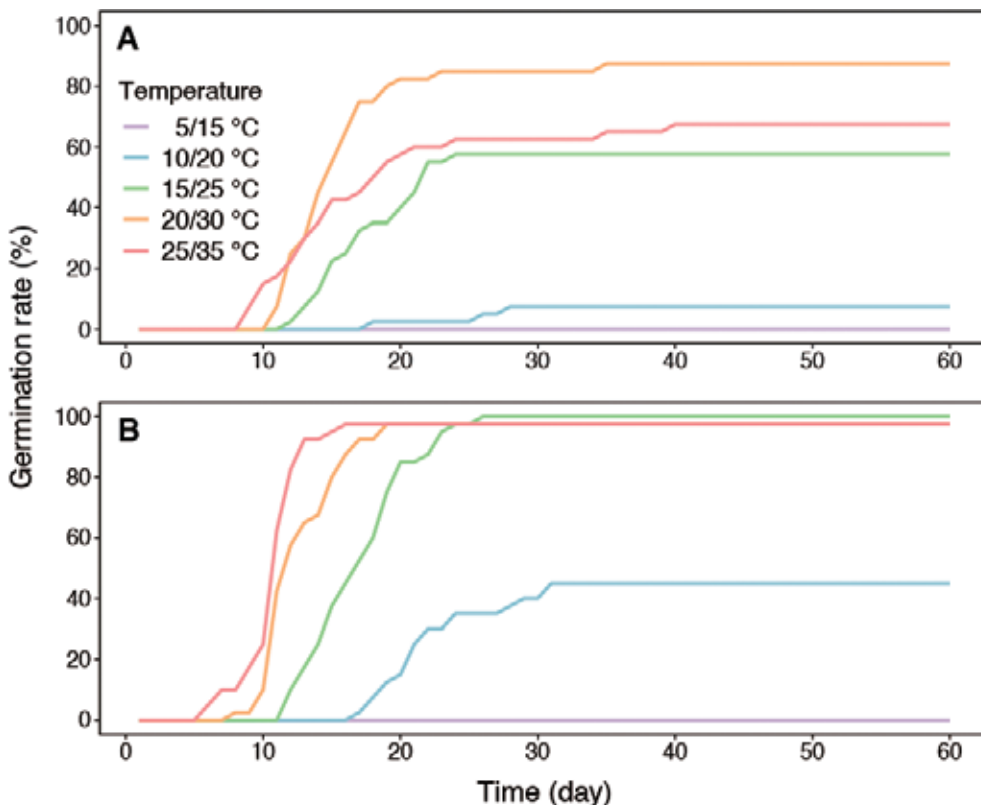 A
Temperature
5/15 °C
10/20 °C
15/25 °C
20/30 °C
25/35 °C
100
80
60
40
20
0
0 10 20 30 40 50 60
Germination rate (%)
B
100
80
60
40
20
0
0 10 20 30 40 50 60
Time (day)